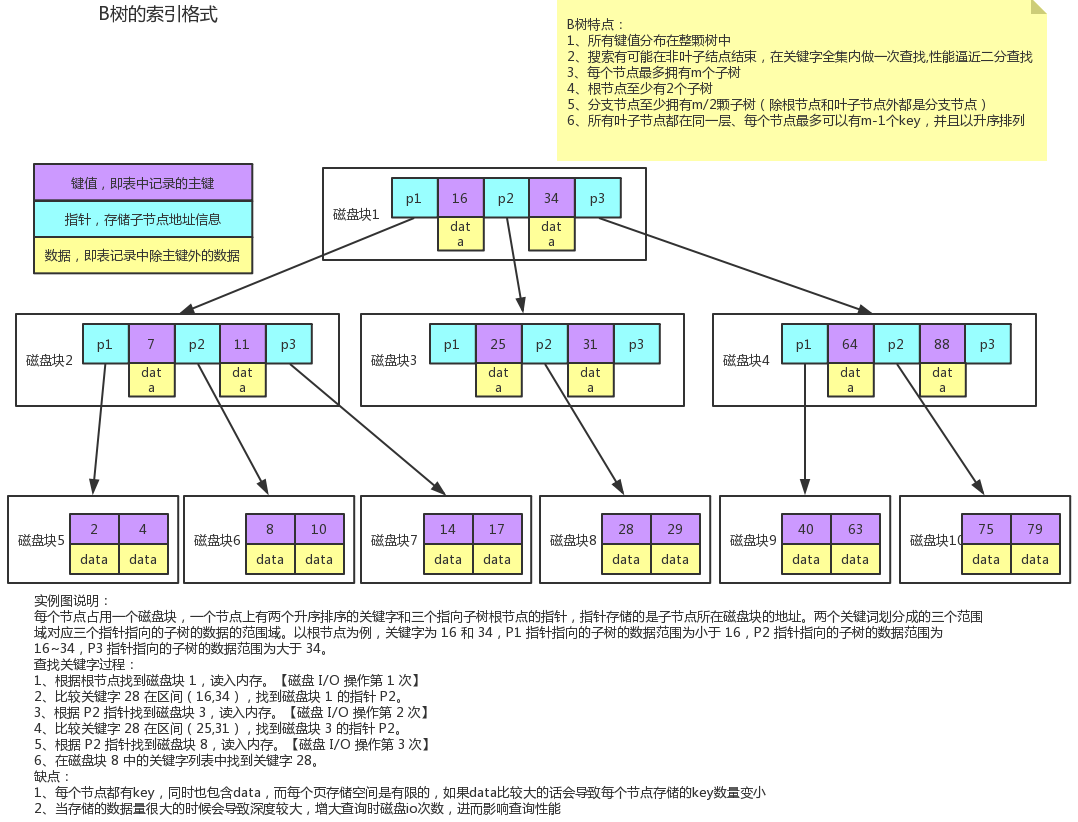 B树的索引格式
B树特点：
1、所有键值分布在整颗树中
2、搜索有可能在非叶子结点结束，在关键字全集内做一次查找,性能逼近二分查找
3、每个节点最多拥有m个子树
4、根节点至少有2个子树
5、分支节点至少拥有m/2颗子树（除根节点和叶子节点外都是分支节点）
6、所有叶子节点都在同一层、每个节点最多可以有m-1个key，并且以升序排列
键值，即表中记录的主键
指针，存储子节点地址信息
数据，即表记录中除主键外的数据
磁盘块1
p1 16 p2 34 p3
dat
a
dat
a
磁盘块2
p1 7 p2 11 p3
dat
a
dat
a
磁盘块3
p1 25 p2 31 p3
dat
a
dat
a
磁盘块4
p1 64 p2 88 p3
dat
a
dat
a
磁盘块5
2 4
data data
磁盘块6
8 10
data data
磁盘块7
14 17
data data
磁盘块8
28 29
data data
磁盘块9
40 63
data data
磁盘块10
75 79
data data
实例图说明：
每个节点占用一个磁盘块，一个节点上有两个升序排序的关键字和三个指向子树根节点的指针，指针存储的是子节点所在磁盘块的地址。两个关键词划分成的三个范围
域对应三个指针指向的子树的数据的范围域。以根节点为例，关键字为 16 和 34，P1 指针指向的子树的数据范围为小于 16，P2 指针指向的子树的数据范围为
16~34，P3 指针指向的子树的数据范围为大于 34。
查找关键字过程：
1、根据根节点找到磁盘块 1，读入内存。【磁盘 I/O 操作第 1 次】
2、比较关键字 28 在区间（16,34），找到磁盘块 1 的指针 P2。
3、根据 P2 指针找到磁盘块 3，读入内存。【磁盘 I/O 操作第 2 次】
4、比较关键字 28 在区间（25,31），找到磁盘块 3 的指针 P2。
5、根据 P2 指针找到磁盘块 8，读入内存。【磁盘 I/O 操作第 3 次】
6、在磁盘块 8 中的关键字列表中找到关键字 28。
缺点：
1、每个节点都有key，同时也包含data，而每个页存储空间是有限的，如果data比较大的话会导致每个节点存储的key数量变小
2、当存储的数据量很大的时候会导致深度较大，增大查询时磁盘io次数，进而影响查询性能